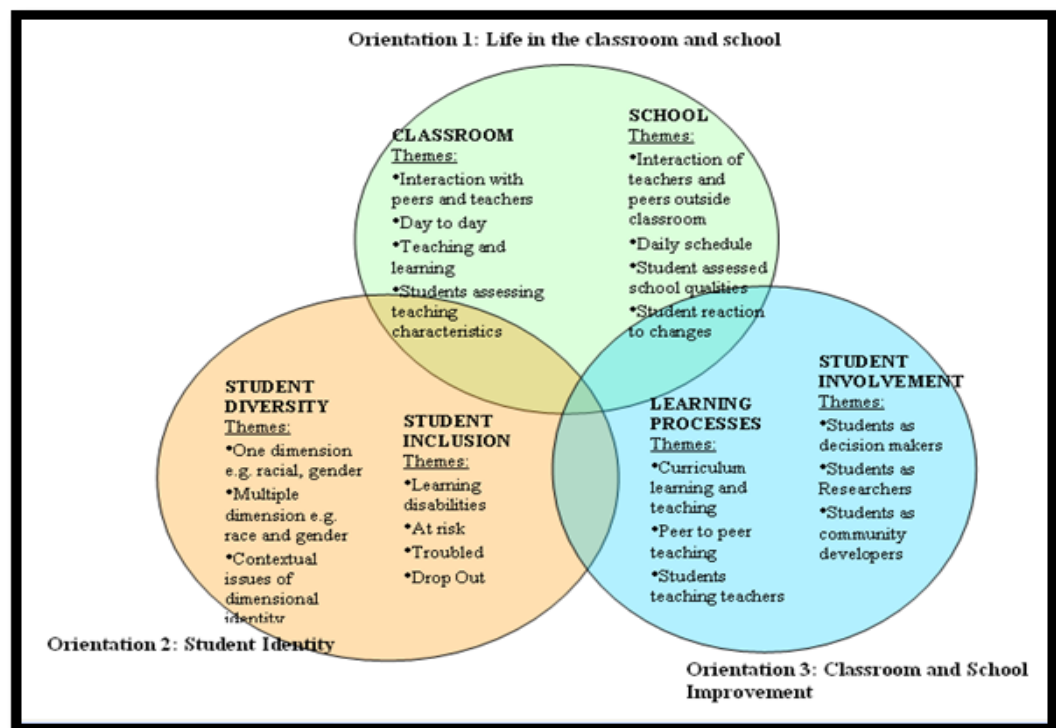 Orientation 1: Life in the classroom and school
CLASSROOM
Themes:
•Interaction with
peers and teachers
•Day to day
•Teaching and
learning
•Students assessing
teaching
characteristics
SCHOOL
Themes:
•Interaction of
teachers and
peers outside
classroom
•Daily schedule
•Student assessed
school qualities
•Student reaction
to changes
STUDENT
DIVERSITY
Themes:
•One dimension
e.g. racial, gender
•Multiple
dimension e.g.
race and gender
•Contextual
issues of
dimensional
identity
STUDENT
INCLUSION
Themes:
•Learning
disabilities
•At risk
•Troubled
•Drop Out
LEARNING
PROCESSES
Themes:
•Curriculum
learning and
teaching
•Peer to peer
teaching
•Students
teaching teachers
STUDENT
INVOLVEMENT
Themes:
•Students as
decision makers
•Students as
Researchers
•Students as
community
developers
Orientation 2: Student Identity
Orientation 3: Classroom and School
Improvement